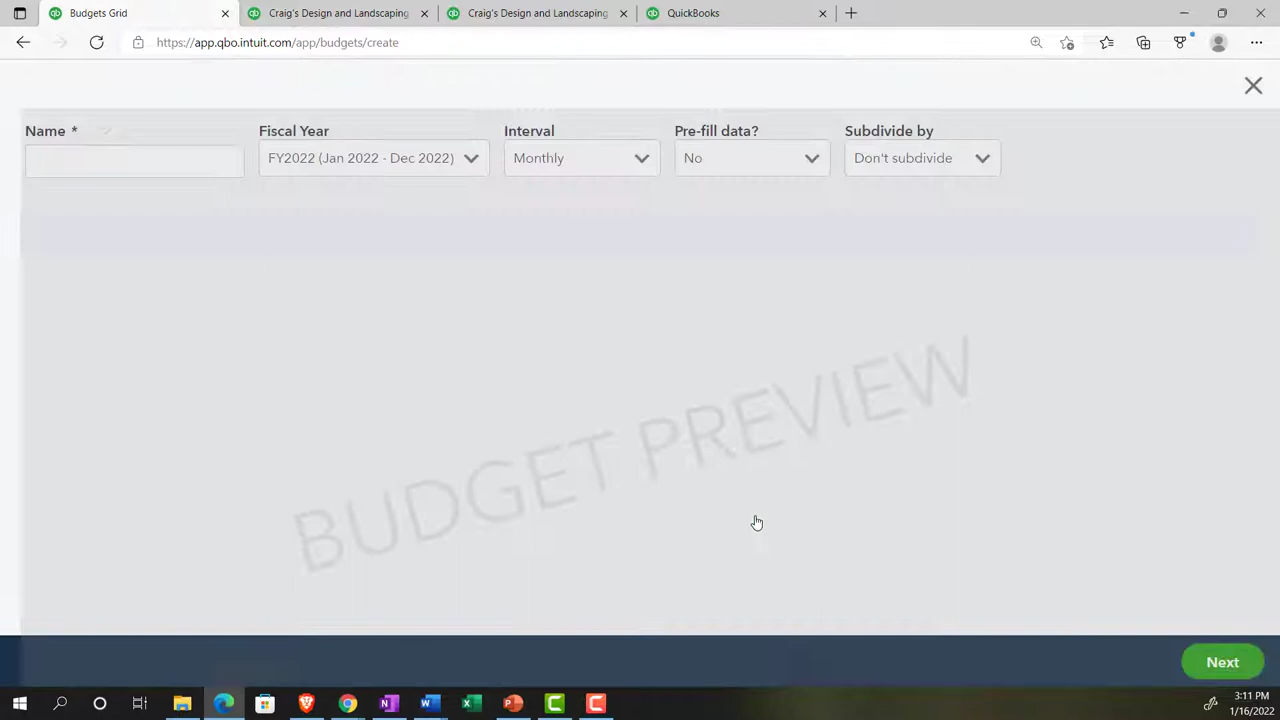 Budgets Grid
Craig's Design and Landscaping
Craig's Design and Landscaping
QuickBooks
https://app.qbo.intuit.com/app/budgets/create
Name *
Fiscal Year
Interval
Pre-fill data?
Subdivide by
FY2022 (Jan 2022 - Dec 2022)
Monthly
No
Don't subdivide
BUDGET PREVIEW
Next
3:11 PM
1/16/2022